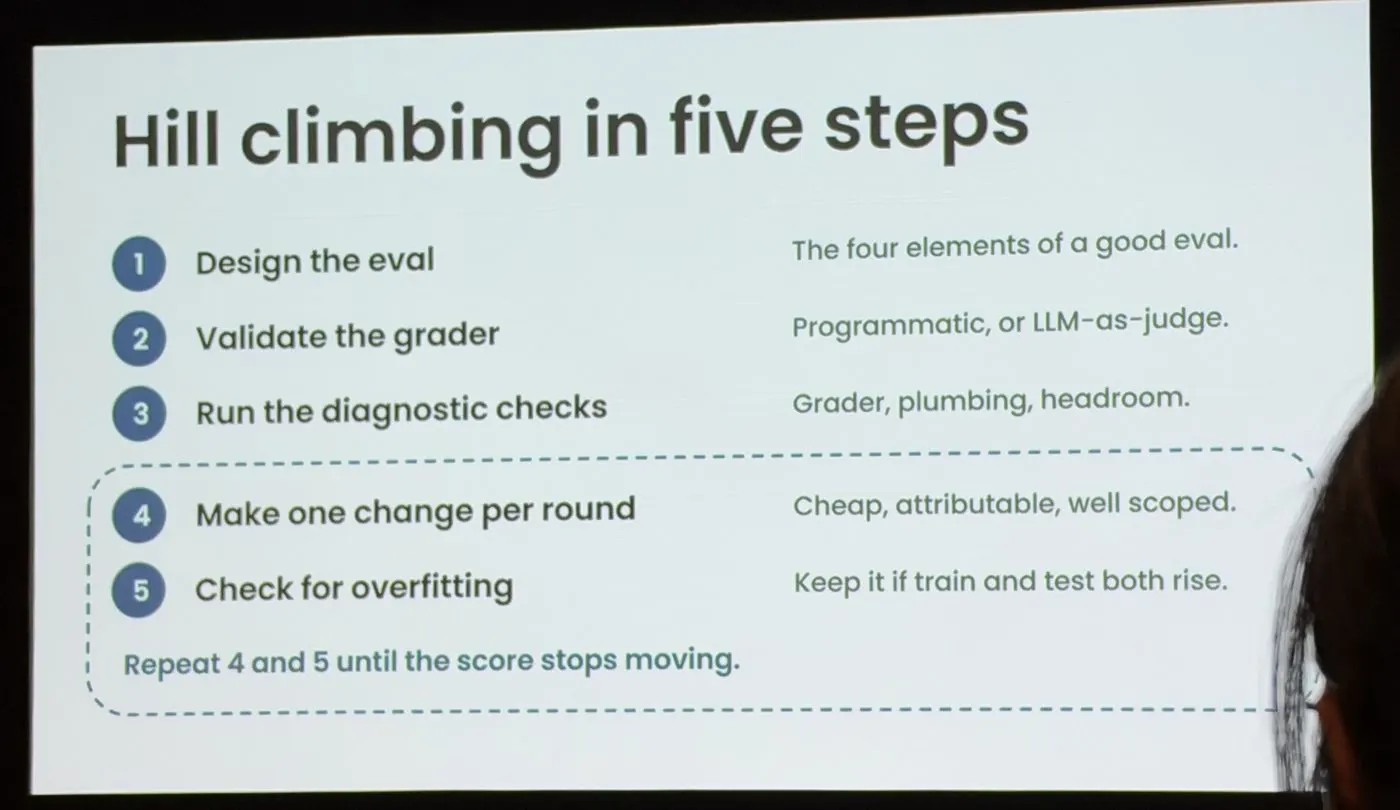 Hill climbing in five steps
1 Design the eval The four elements of a good eval.
2 Validate the grader Programmatic, or LLM-as-judge.
3 Run the diagnostic checks Grader, plumbing, headroom.
4 Make one change per round Cheap, attributable, well scoped.
5 Check for overfitting Keep it if train and test both rise.
Repeat 4 and 5 until the score stops moving.